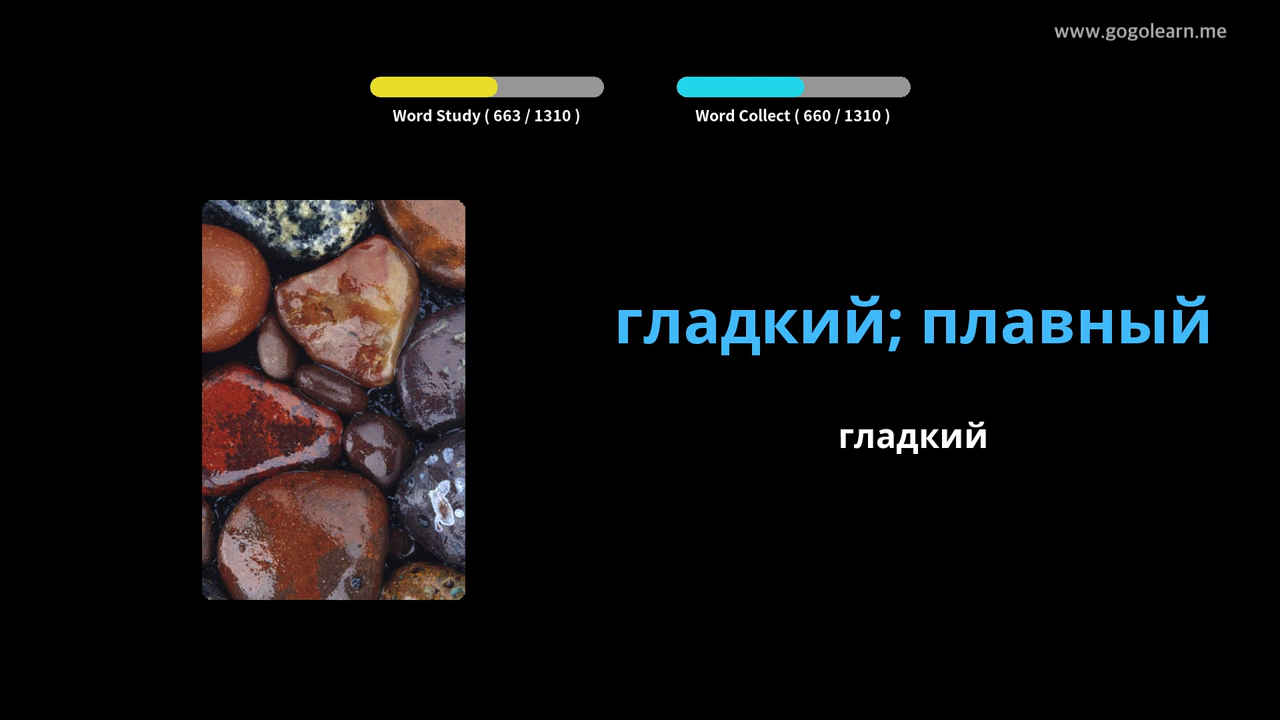 www.gogolearn.me
Word Study ( 663 / 1310 )
Word Collect ( 660 / 1310 )
гладкий; плавный
гладкий